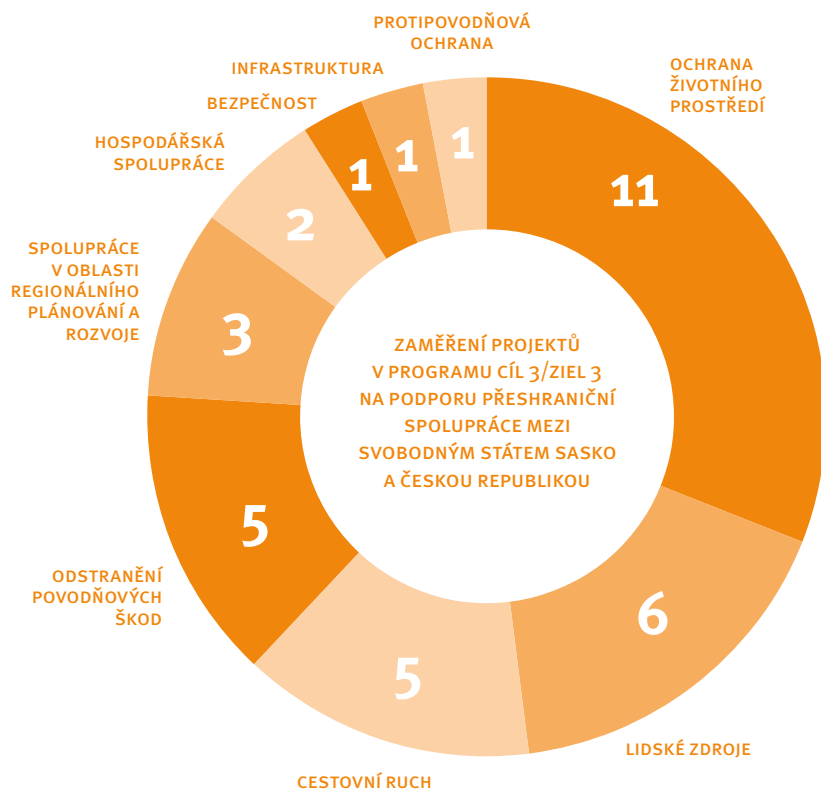 PROTIPOVODŇOVÁ
OCHRANA
INFRASTRUKTURA
BEZPEČNOST
HOSPODÁŘSKÁ
SPOLUPRÁCE
SPOLUPRÁCE
V OBLASTI
REGIONÁLNÍHO
PLÁNOVÁNÍ A
ROZVOJE
ODSTRANĚNÍ
POVODŇOVÝCH
ŠKOD
CESTOVNÍ RUCH
LIDSKÉ ZDROJE
OCHRANA
ŽIVOTNÍHO
PROSTŘEDÍ
11
6
5
5
3
2
1
1
1
ZAMĚŘENÍ PROJEKTŮ
V PROGRAMU CÍL 3/ZIEL 3
NA PODPORU PŘESHRANIČNÍ
SPOLUPRÁCE MEZI
SVOBODNÝM STÁTEM SASKO
A ČESKOU REPUBLIKOU